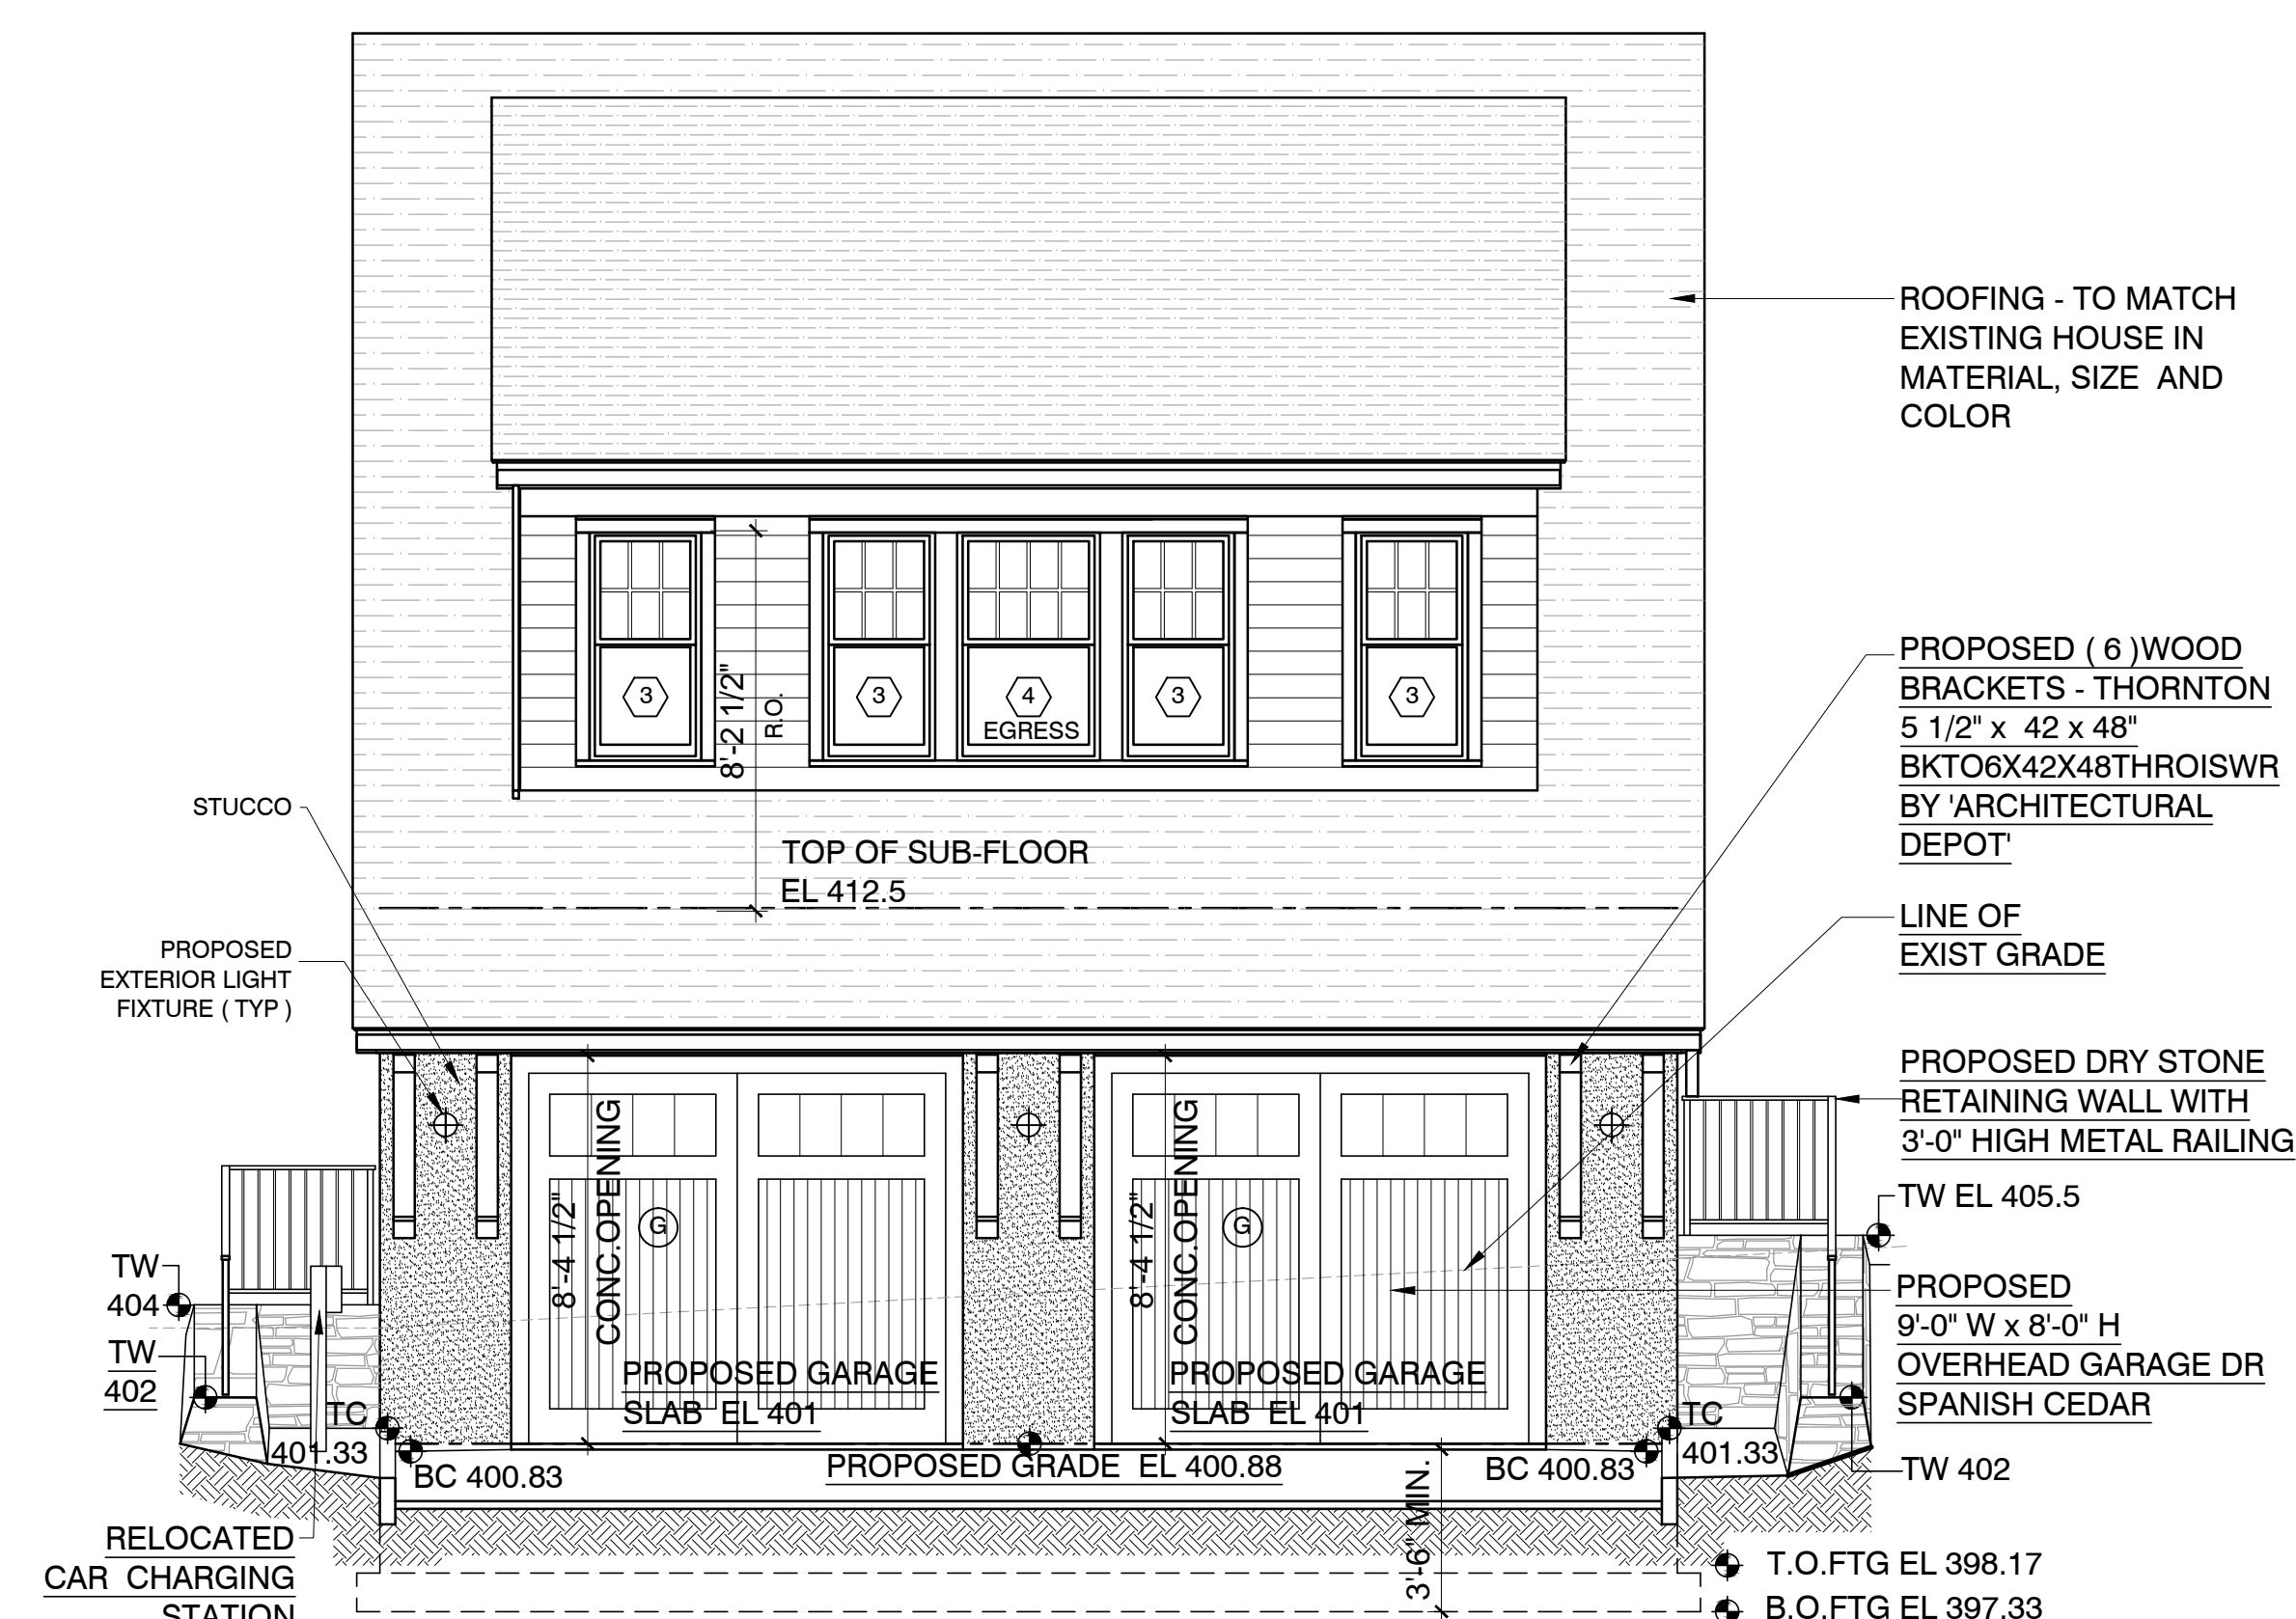 ROOFING - TO MATCH
EXISTING HOUSE IN
MATERIAL, SIZE AND
COLOR
3
3
4
EGRESS
3
3
8'-2 1/2"
R.O.
PROPOSED ( 6 )WOOD
BRACKETS - THORNTON
5 1/2" x 42 x 48"
BKTO6X42X48THROISWR
BY 'ARCHITECTURAL
DEPOT'
STUCCO
TOP OF SUB-FLOOR
EL 412.5
LINE OF
EXIST GRADE
PROPOSED
EXTERIOR LIGHT
FIXTURE ( TYP )
PROPOSED DRY STONE
RETAINING WALL WITH
3'-0" HIGH METAL RAILING
8'-4 1/2"
CONC.OPENING
G
8'-4 1/2"
CONC.OPENING
G
TW EL 405.5
TW
404
TW
402
PROPOSED
9'-0" W x 8'-0" H
OVERHEAD GARAGE DR
SPANISH CEDAR
PROPOSED GARAGE
SLAB EL 401
PROPOSED GARAGE
SLAB EL 401
TC
401.33
TC
401.33
BC 400.83
PROPOSED GRADE EL 400.88
BC 400.83
TW 402
3'-6" MIN.
RELOCATED
CAR CHARGING
STATION
T.O.FTG EL 398.17
B.O.FTG EL 397.33